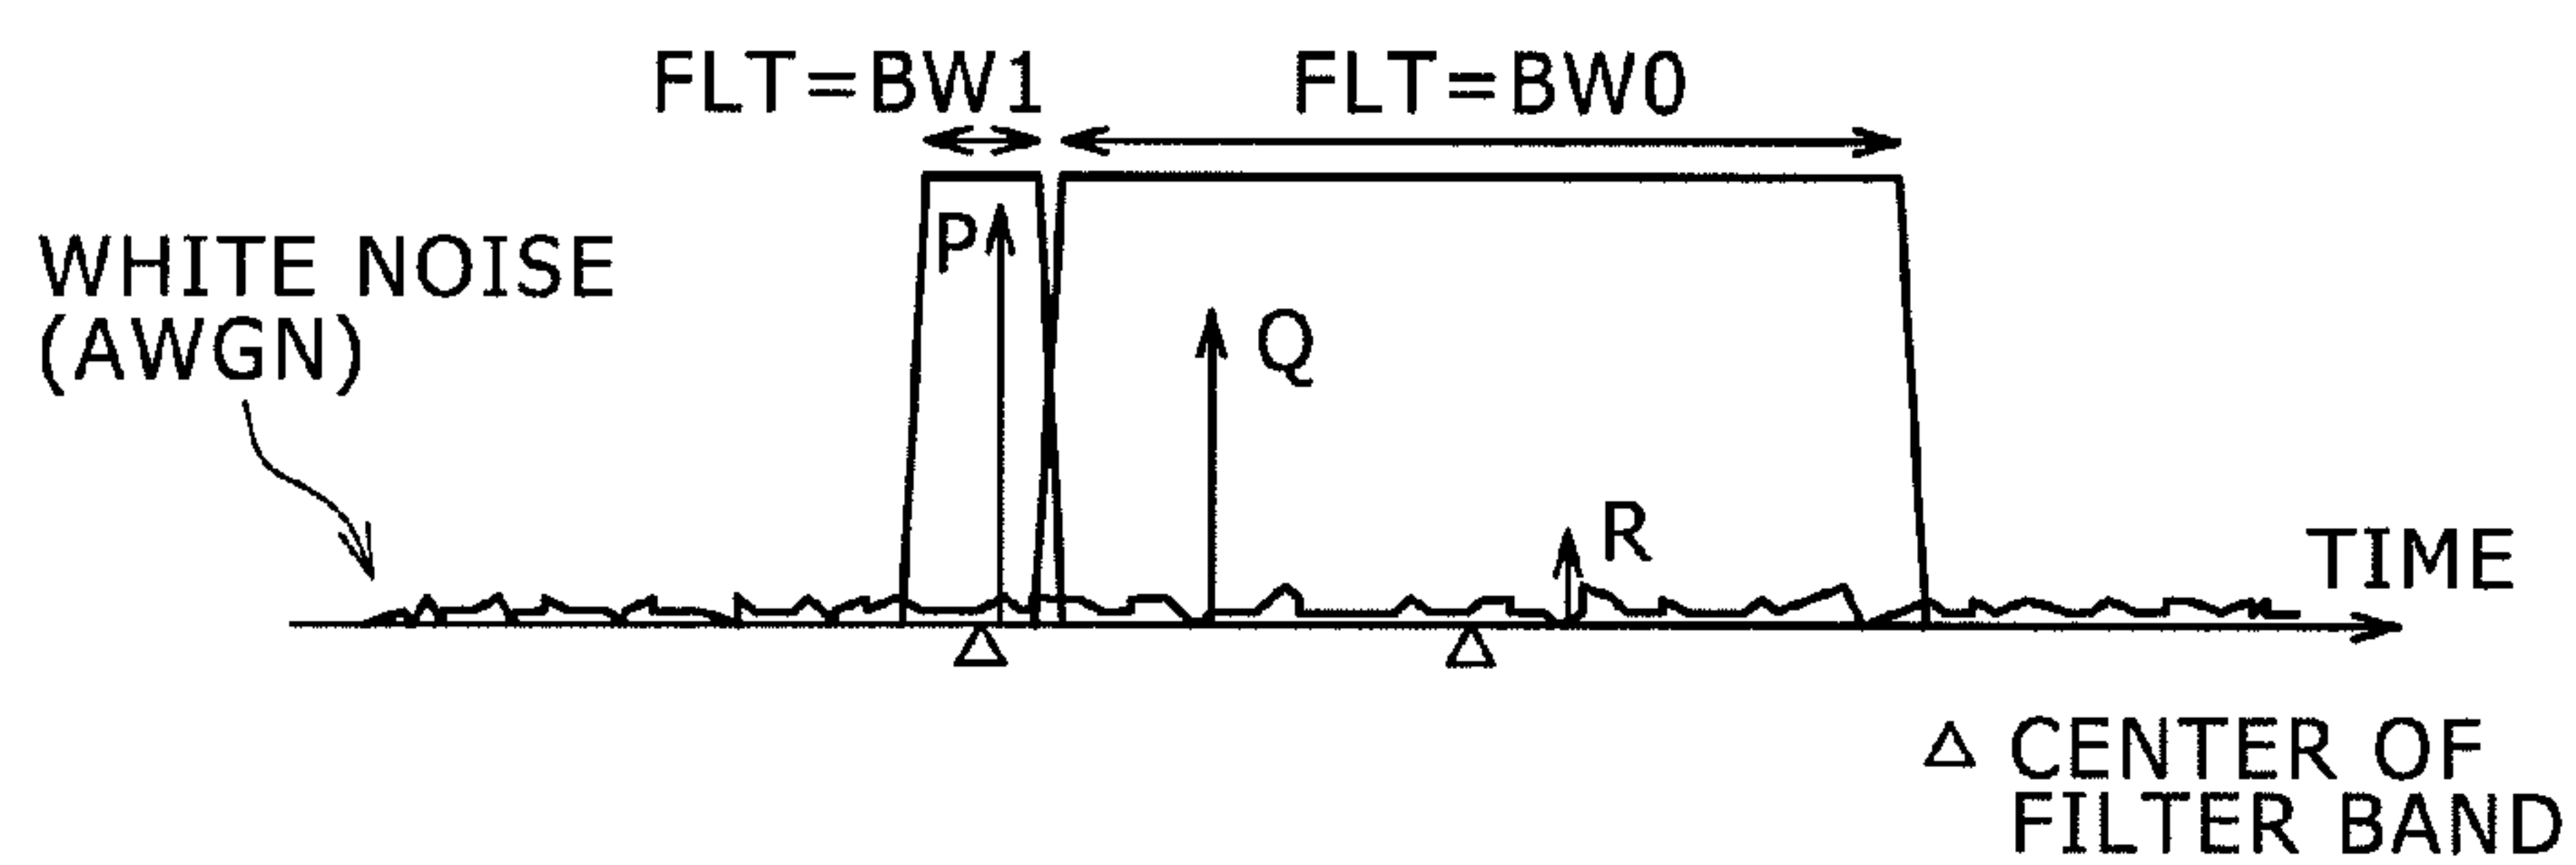 FLT=BW1
FLT=BW0
WHITE NOISE
(AWGN)
P
Q
R
TIME
△ CENTER OF
FILTER BAND